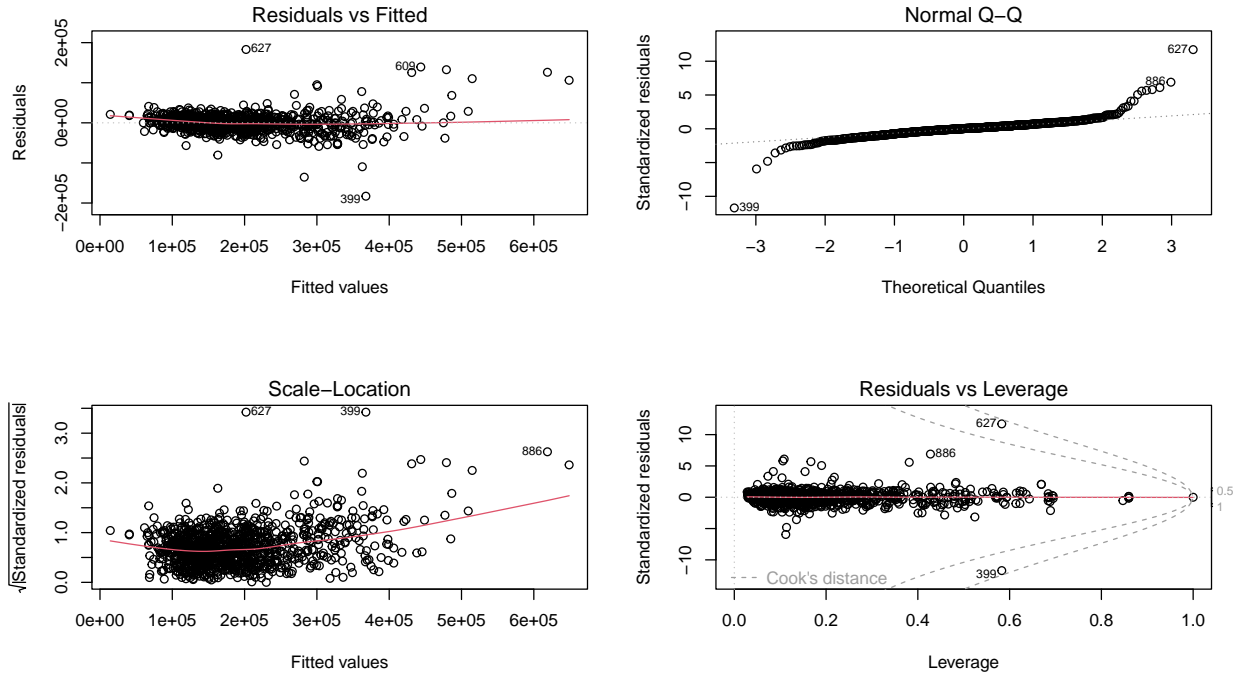 Residuals vs Fitted
Residuals
−2e+05
0e+00
2e+05
627
609
399
0e+00
1e+05
2e+05
3e+05
4e+05
5e+05
6e+05
Fitted values
Normal Q−Q
Standardized residuals
−10
0
5
10
627
886
399
−3
−2
−1
0
1
2
3
Theoretical Quantiles
Scale−Location
√|Standardized residuals|
0.0
1.0
2.0
3.0
627
399
886
0e+00
1e+05
2e+05
3e+05
4e+05
5e+05
6e+05
Fitted values
Residuals vs Leverage
Standardized residuals
−10
0
5
10
627
886
399
Cook's distance
0.5
1
0.0
0.2
0.4
0.6
0.8
1.0
Leverage